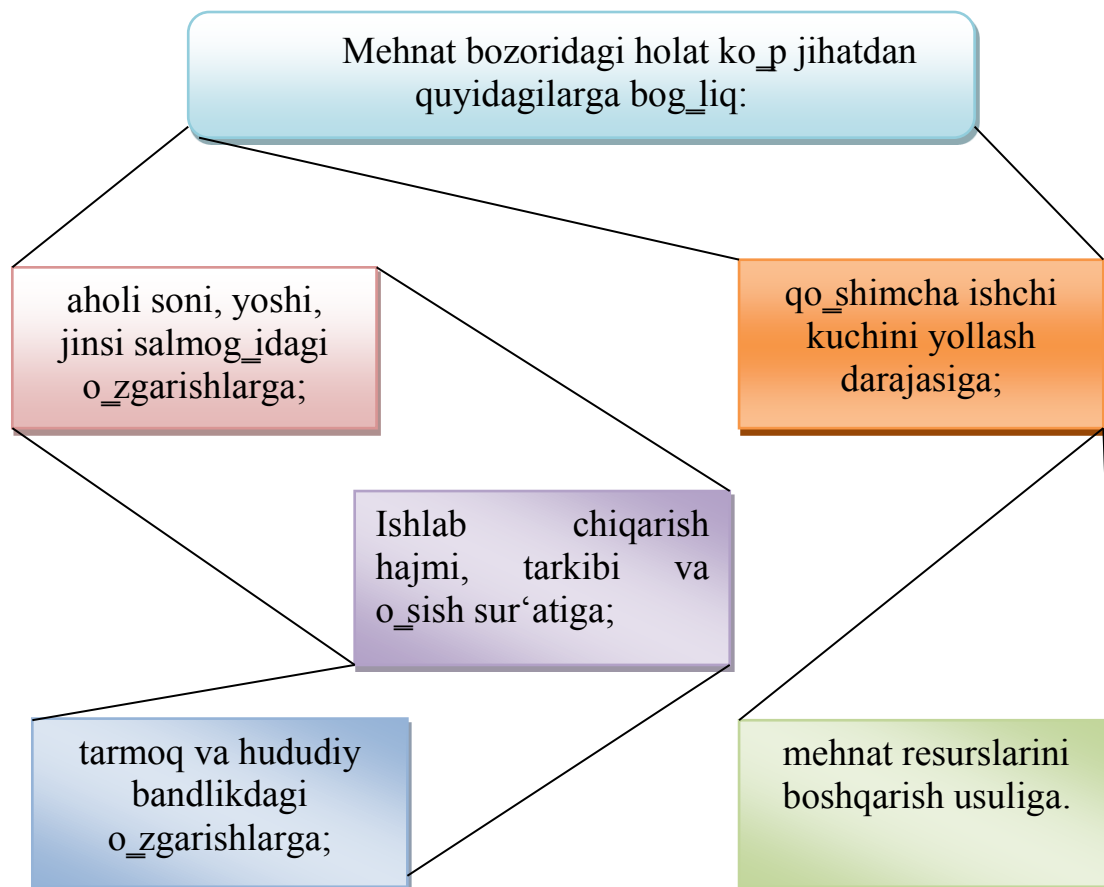 Mehnat bozoridagi holat ko‗p jihatdan
quyidagilarga bog‗liq:
aholi soni, yoshi,
jinsi salmog‗idagi
o‗zgarishlarga;
qo‗shimcha ishchi
kuchini yollash
darajasiga;
Ishlab chiqarish
hajmi, tarkibi va
o‗sish sur‘atiga;
tarmoq va hududiy
bandlikdagi
o‗zgarishlarga;
mehnat resurslarini
boshqarish usuliga.